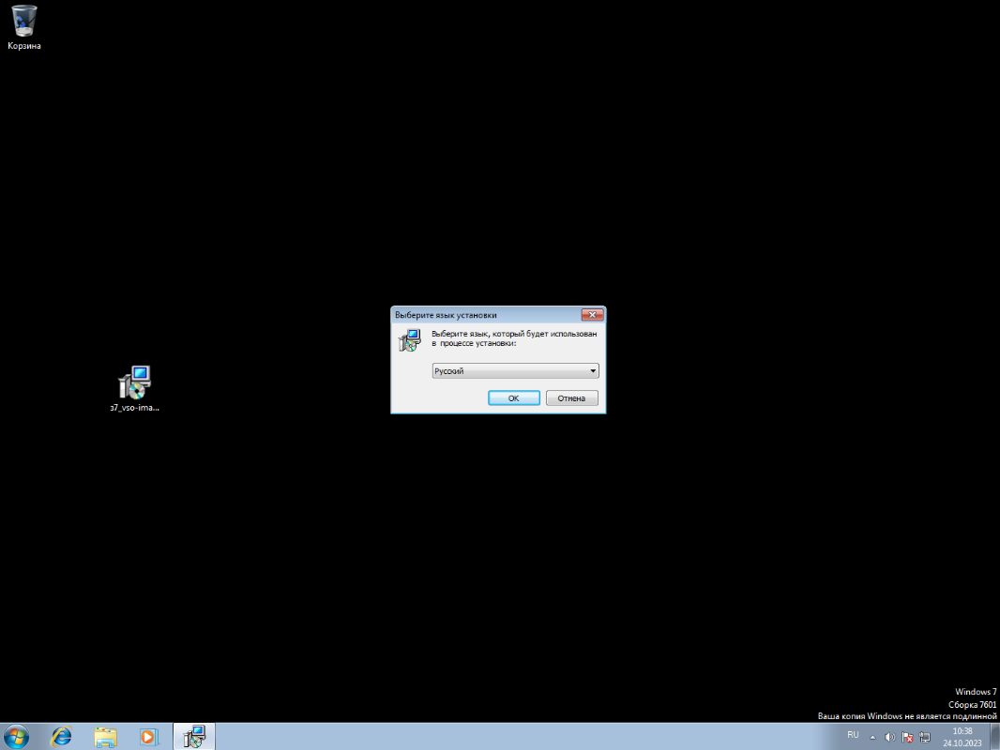 Корзина
Выберите язык установки
Выберите язык, который будет использован
в процессе установки:
Русский
OK
Отмена
з7_vso-ima...
Windows 7
Сборка 7601
Ваша копия Windows не является подлинной
RU
10:38
24.10.2023